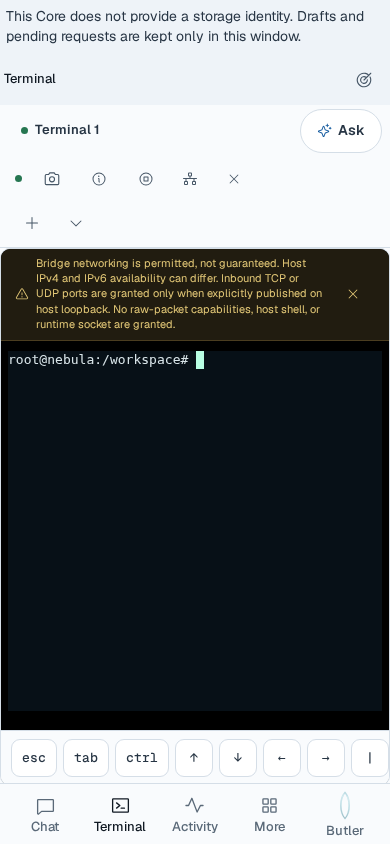 This Core does not provide a storage identity. Drafts and
pending requests are kept only in this window.
Terminal
Terminal 1
Ask
Bridge networking is permitted, not guaranteed. Host
IPv4 and IPv6 availability can differ. Inbound TCP or
UDP ports are granted only when explicitly published on
host loopback. No raw-packet capabilities, host shell, or
runtime socket are granted.
root@nebula:/workspace#
esc tab ctrl ↑ ↓ ← → |
Chat Terminal Activity More Butler